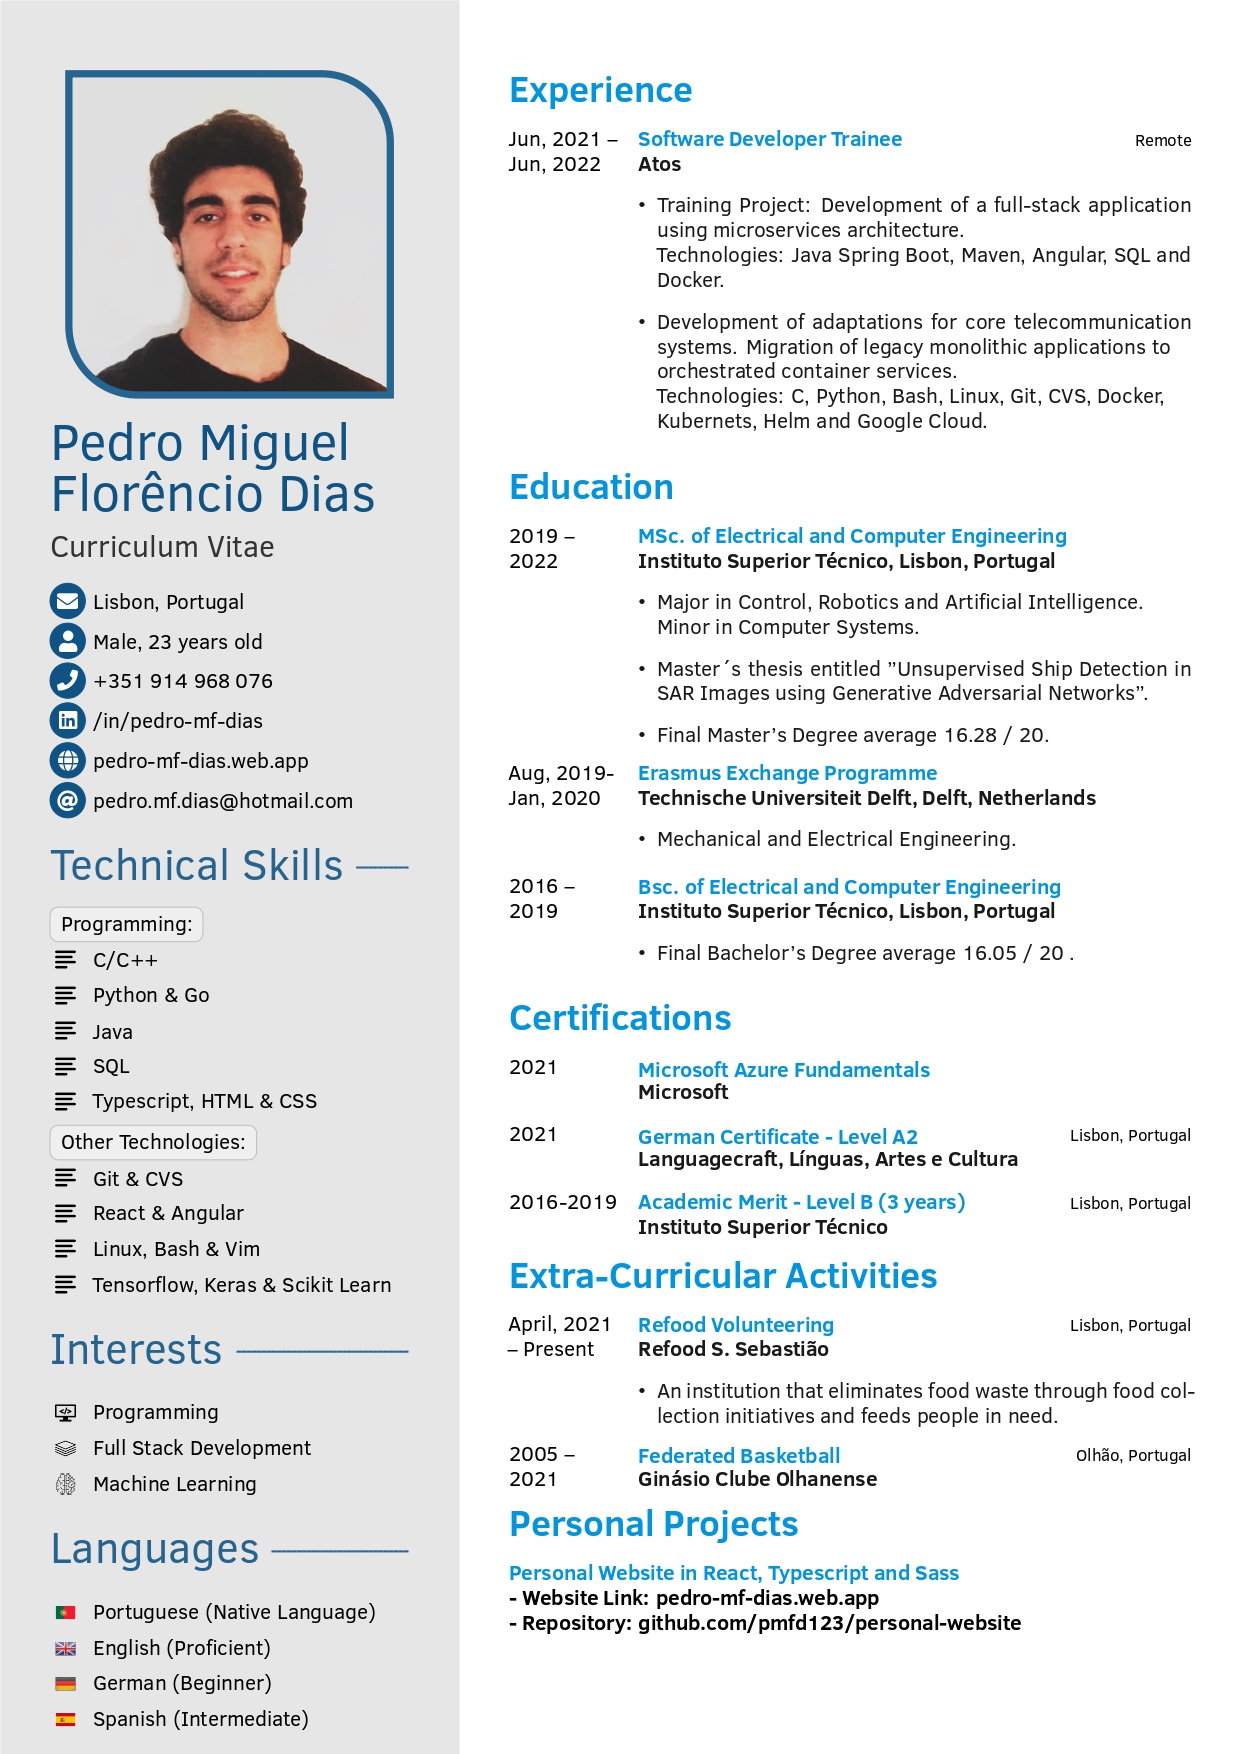 Pedro Miguel
Florêncio Dias
Curriculum Vitae
Lisbon, Portugal
Male, 23 years old
+351 914 968 076
/in/pedro-mf-dias
pedro-mf-dias.web.app
pedro.mf.dias@hotmail.com
Technical Skills
Programming:
C/C++
Python & Go
Java
SQL
Typescript, HTML & CSS
Other Technologies:
Git & CVS
React & Angular
Linux, Bash & Vim
Tensorflow, Keras & Scikit Learn
Interests
Programming
Full Stack Development
Machine Learning
Languages
Portuguese (Native Language)
English (Proficient)
German (Beginner)
Spanish (Intermediate)
Experience
Jun, 2021 – Software Developer Trainee Remote
Jun, 2022 Atos
• Training Project: Development of a full-stack application
using microservices architecture.
Technologies: Java Spring Boot, Maven, Angular, SQL and
Docker.
• Development of adaptations for core telecommunication
systems. Migration of legacy monolithic applications to
orchestrated container services.
Technologies: C, Python, Bash, Linux, Git, CVS, Docker,
Kubernets, Helm and Google Cloud.
Education
2019 – MSc. of Electrical and Computer Engineering
2022 Instituto Superior Técnico, Lisbon, Portugal
• Major in Control, Robotics and Artificial Intelligence.
Minor in Computer Systems.
• Master´s thesis entitled ”Unsupervised Ship Detection in
SAR Images using Generative Adversarial Networks”.
• Final Master’s Degree average 16.28 / 20.
Aug, 2019- Erasmus Exchange Programme
Jan, 2020 Technische Universiteit Delft, Delft, Netherlands
• Mechanical and Electrical Engineering.
2016 – Bsc. of Electrical and Computer Engineering
2019 Instituto Superior Técnico, Lisbon, Portugal
• Final Bachelor’s Degree average 16.05 / 20 .
Certifications
2021 Microsoft Azure Fundamentals
Microsoft
2021 German Certificate - Level A2 Lisbon, Portugal
Languagecraft, Línguas, Artes e Cultura
2016-2019 Academic Merit - Level B (3 years) Lisbon, Portugal
Instituto Superior Técnico
Extra-Curricular Activities
April, 2021 Refood Volunteering Lisbon, Portugal
– Present Refood S. Sebastião
• An institution that eliminates food waste through food col-
lection initiatives and feeds people in need.
2005 – Federated Basketball Olhão, Portugal
2021 Ginásio Clube Olhanense
Personal Projects
Personal Website in React, Typescript and Sass
- Website Link: pedro-mf-dias.web.app
- Repository: github.com/pmfd123/personal-website